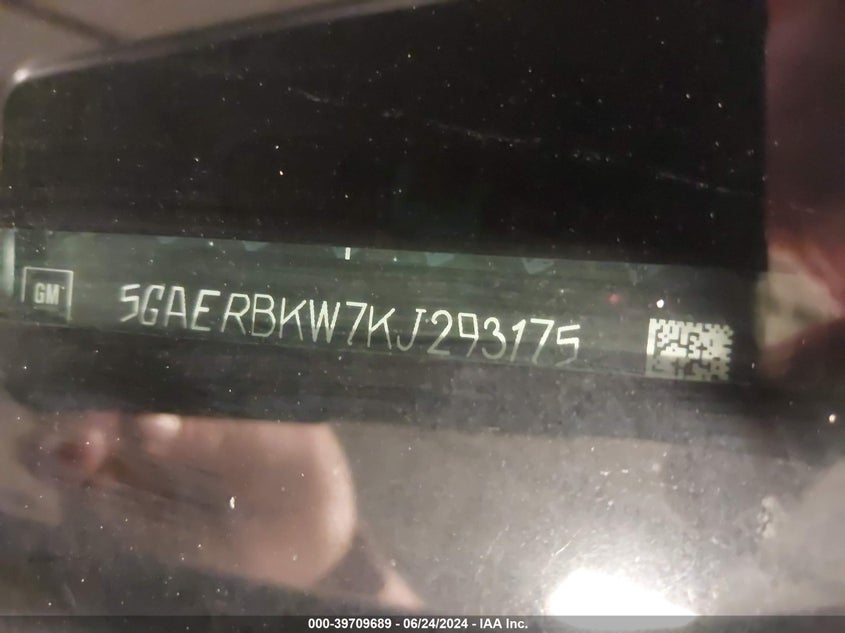 GM
5GAERBKW7KJ293175
000-39709689 - 06/24/2024 - IAA Inc.